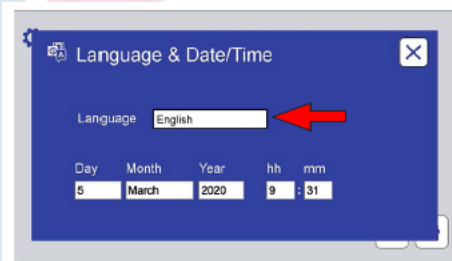 Language & Date/Time
Language English
Day Month Year hh mm
5 March 2020 9 : 31